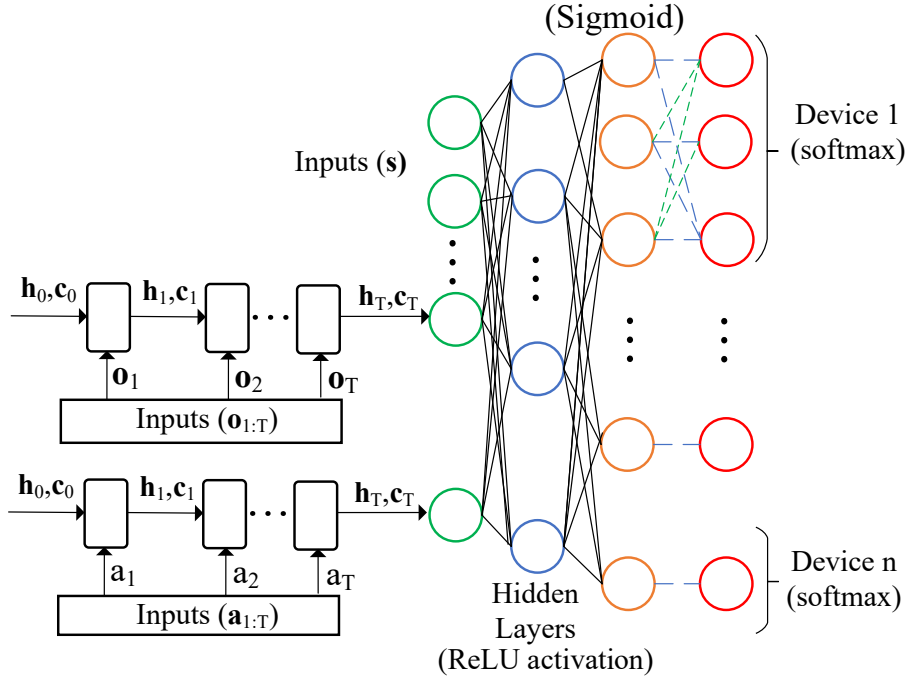 (Sigmoid)
Device 1
(softmax)
Inputs (s)
h0,c0
h1,c1
hT,cT
o1
o2
oT
Inputs (o1:T)
h0,c0
h1,c1
hT,cT
a1
a2
aT
Inputs (a1:T)
Hidden
Layers
(ReLU activation)
Device n
(softmax)